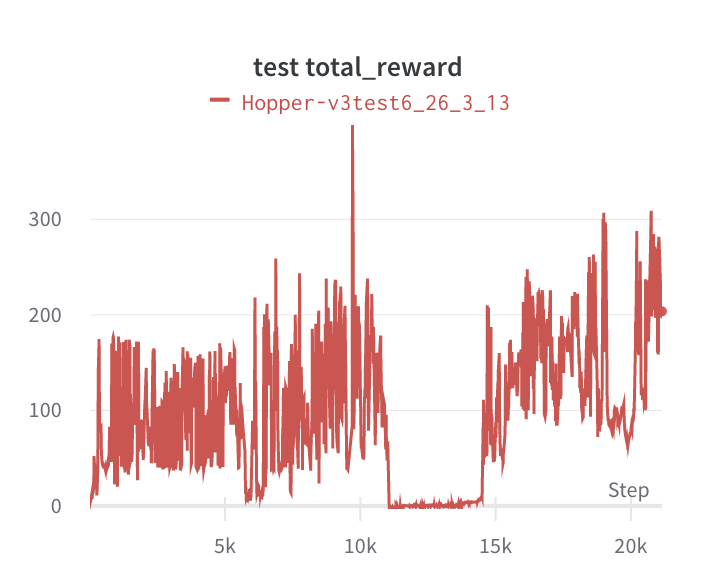 test total_reward
Hopper-v3test6_26_3_13
300
200
100
0
Step
5k
10k
15k
20k